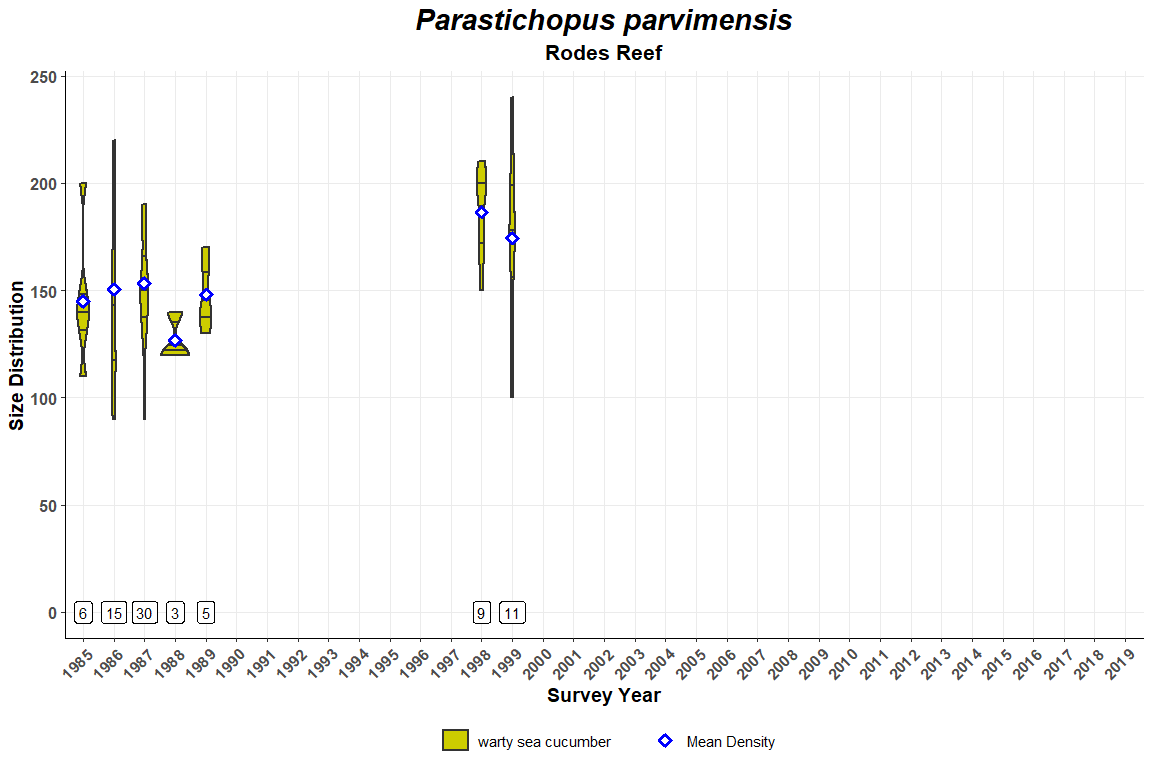 Parastichopus parvimensis
Rodes Reef
Size Distribution
250
200
150
100
50
0
6 15 30 3 5 9 11
1985 1986 1987 1988 1989 1990 1991 1992 1993 1994 1995 1996 1997 1998 1999 2000 2001 2002 2003 2004 2005 2006 2007 2008 2009 2010 2011 2012 2013 2014 2015 2016 2017 2018 2019
Survey Year
warty sea cucumber Mean Density